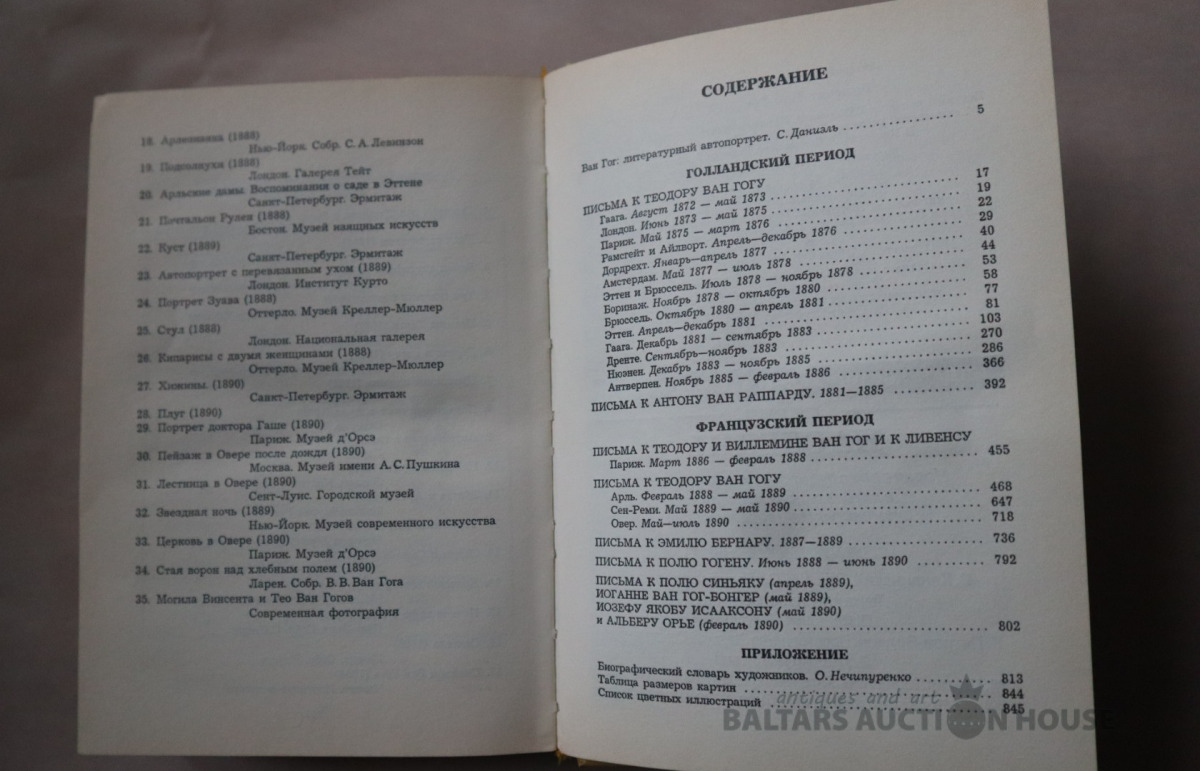 18. Арлезианка (1888)
Нью-Йорк. Собр. С. А. Левинзон
19. Подсолнухи (1888)
Лондон. Галерея Тейт
20. Арльские дамы. Воспоминания о саде в Эттене
Санкт-Петербург. Эрмитаж
21. Почтальон Рулен (1888)
Бостон. Музей изящных искусств
22. Куст (1889)
Санкт-Петербург. Эрмитаж
23. Автопортрет с перевязанным ухом (1889)
Лондон. Институт Курто
24. Портрет Зуава (1888)
Оттерло. Музей Креллер-Мюллер
25. Стул (1888)
Лондон. Национальная галерея
26. Кипарисы с двумя женщинами (1888)
Оттерло. Музей Креллер-Мюллер
27. Хижины. (1890)
Санкт-Петербург. Эрмитаж
28. Плуг (1890)
29. Портрет доктора Гаше (1890)
Париж. Музей д'Орсэ
30. Пейзаж в Овере после дождя (1890)
Москва. Музей имени А. С. Пушкина
31. Лестница в Овере (1890)
Сент-Луис. Городской музей
32. Звездная ночь (1889)
Нью-Йорк. Музей современного искусства
33. Церковь в Овере (1890)
Париж. Музей д'Орсэ
34. Стая ворон над хлебным полем (1890)
Ларен. Собр. В. В. Ван Гога
35. Могила Винсента и Тео Ван Гогов
Современная фотография
СОДЕРЖАНИЕ
Ван Гог: литературный автопортрет. С. Даниэль 5
ГОЛЛАНДСКИЙ ПЕРИОД
ПИСЬМА К ТЕОДОРУ ВАН ГОГУ
Гаага. Август 1872 — май 1873 17
Лондон. Июнь 1873 — май 1875 19
Париж. Май 1875 — март 1876 22
Рамсгейт и Айлворт. Апрель—декабрь 1876 29
Дордрехт. Январь—апрель 1877 40
Амстердам. Май 1877 — июль 1878 44
Эттен и Брюссель. Июль 1878 — ноябрь 1878 53
Боринаж. Ноябрь 1878 — октябрь 1880 58
Брюссель. Октябрь 1880 — апрель 1881 77
Эттен. Апрель—декабрь 1881 81
Гаага. Декабрь 1881 — сентябрь 1883 103
Дренте. Сентябрь—ноябрь 1883 270
Нюэнен. Декабрь 1883 — ноябрь 1885 286
Антверпен. Ноябрь 1885 — февраль 1886 366
ПИСЬМА К АНТОНУ ВАН РАППАРДУ. 1881—1885 392
ФРАНЦУЗСКИЙ ПЕРИОД
ПИСЬМА К ТЕОДОРУ И ВИЛЛЕМИНЕ ВАН ГОГ И К ЛИВЕНСУ
Париж. Март 1886 — февраль 1888 455
ПИСЬМА К ТЕОДОРУ ВАН ГОГУ
Арль. Февраль 1888 — май 1889 468
Сен-Реми. Май 1889 — май 1890 647
Овер. Май—июль 1890 718
ПИСЬМА К ЭМИЛЮ БЕРНАРУ. 1887—1889 736
ПИСЬМА К ПОЛЮ ГОГЕНУ. Июнь 1888 — июнь 1890 792
ПИСЬМА К ПОЛЮ СИНЬЯКУ (апрель 1889),
ИОГАННЕ ВАН ГОГ-БОНГЕР (май 1889),
ИОЗЕФУ ЯКОБУ ИСААКСОНУ (май 1890)
и АЛЬБЕРУ ОРЬЕ (февраль 1890) 802
ПРИЛОЖЕНИЕ
Биографический словарь художников. О. Нечипуренко 813
Таблица размеров картин 844
Список цветных иллюстраций 845
antiques and art
BALTARS AUCTION HOUSE